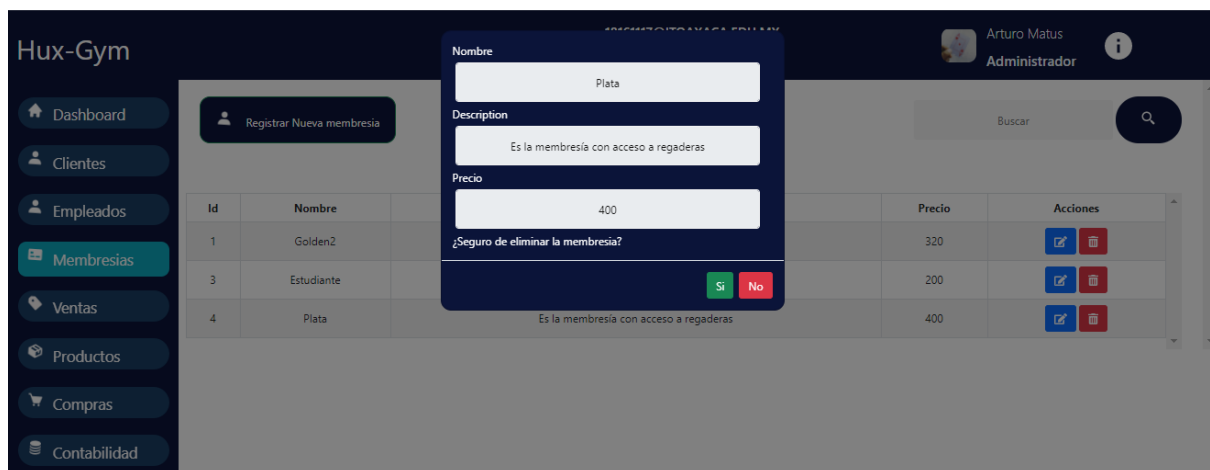 Hux-Gym
Arturo Matus
Administrador
Dashboard
Clientes
Empleados
Membresias
Ventas
Productos
Compras
Contabilidad
Registrar Nueva membresia
Buscar
Nombre
Plata
Description
Es la membresía con acceso a regaderas
Precio
400
¿Seguro de eliminar la membresia?
Si No
Id Nombre Precio Acciones
1 Golden2 320
3 Estudiante 200
4 Plata Es la membresía con acceso a regaderas 400